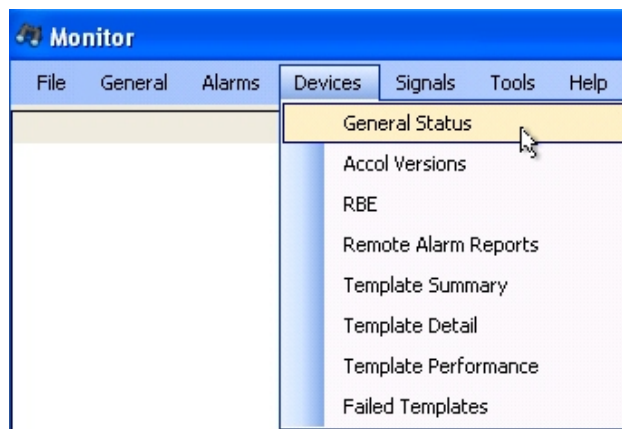 Monitor
File General Alarms Devices Signals Tools Help
General Status
Accol Versions
RBE
Remote Alarm Reports
Template Summary
Template Detail
Template Performance
Failed Templates